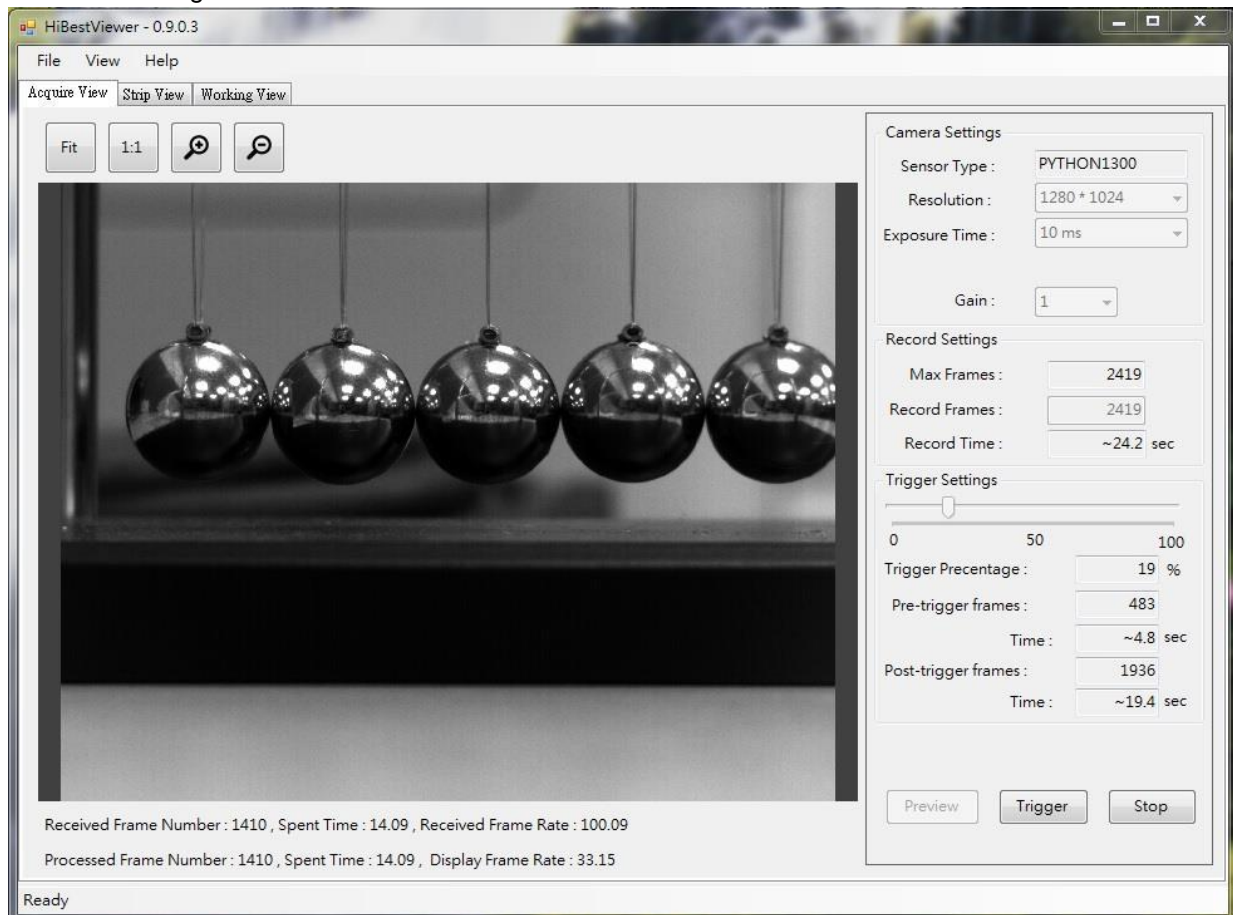 HiBestViewer - 0.9.0.3
File View Help
Acquire View Strip View Working View
Fit 1:1
Camera Settings
Sensor Type : PYTHON1300
Resolution : 1280 * 1024
Exposure Time : 10 ms
Gain : 1
Record Settings
Max Frames : 2419
Record Frames : 2419
Record Time : ~24.2 sec
Trigger Settings
0 50 100
Trigger Precentage : 19 %
Pre-trigger frames : 483
Time : ~4.8 sec
Post-trigger frames : 1936
Time : ~19.4 sec
Preview Trigger Stop
Received Frame Number : 1410 , Spent Time : 14.09 , Received Frame Rate : 100.09
Processed Frame Number : 1410 , Spent Time : 14.09 , Display Frame Rate : 33.15
Ready